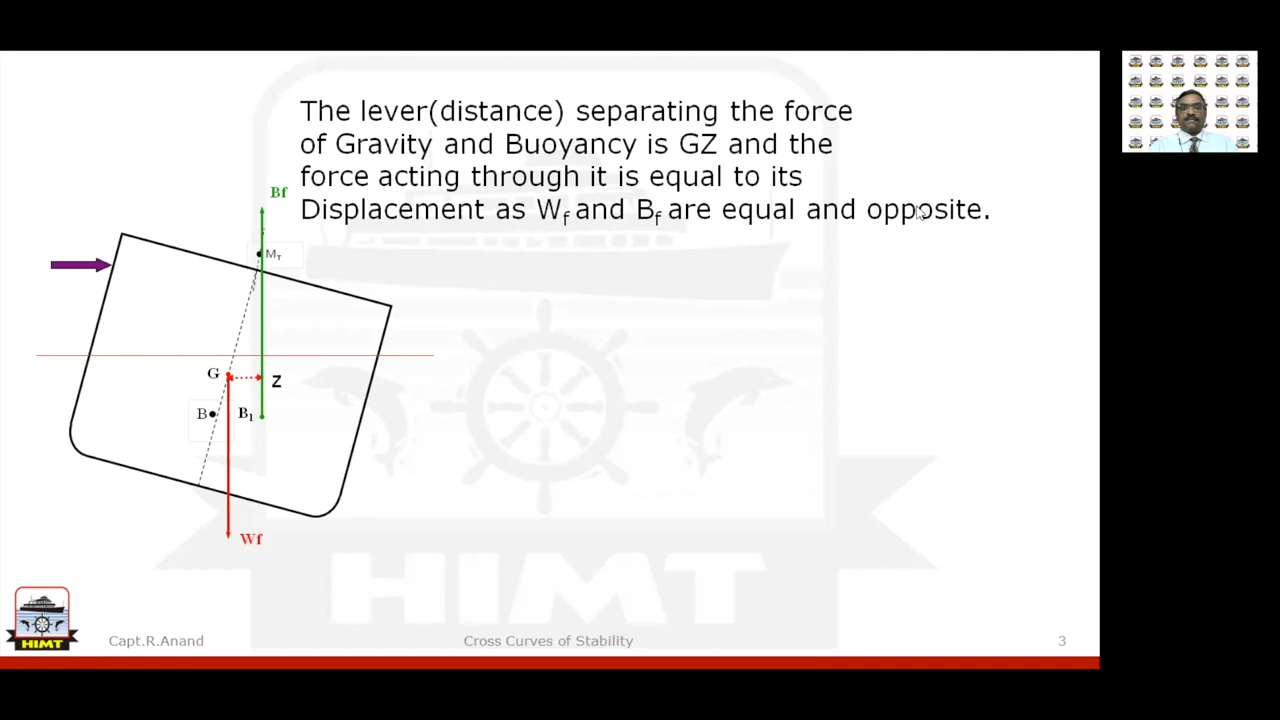 The lever(distance) separating the force
of Gravity and Buoyancy is GZ and the
force acting through it is equal to its
Displacement as Wf and Bf are equal and opposite.
Bf
MT
G
Z
B
B1
Wf
HIMT
HIMT
Capt.R.Anand
Cross Curves of Stability
3